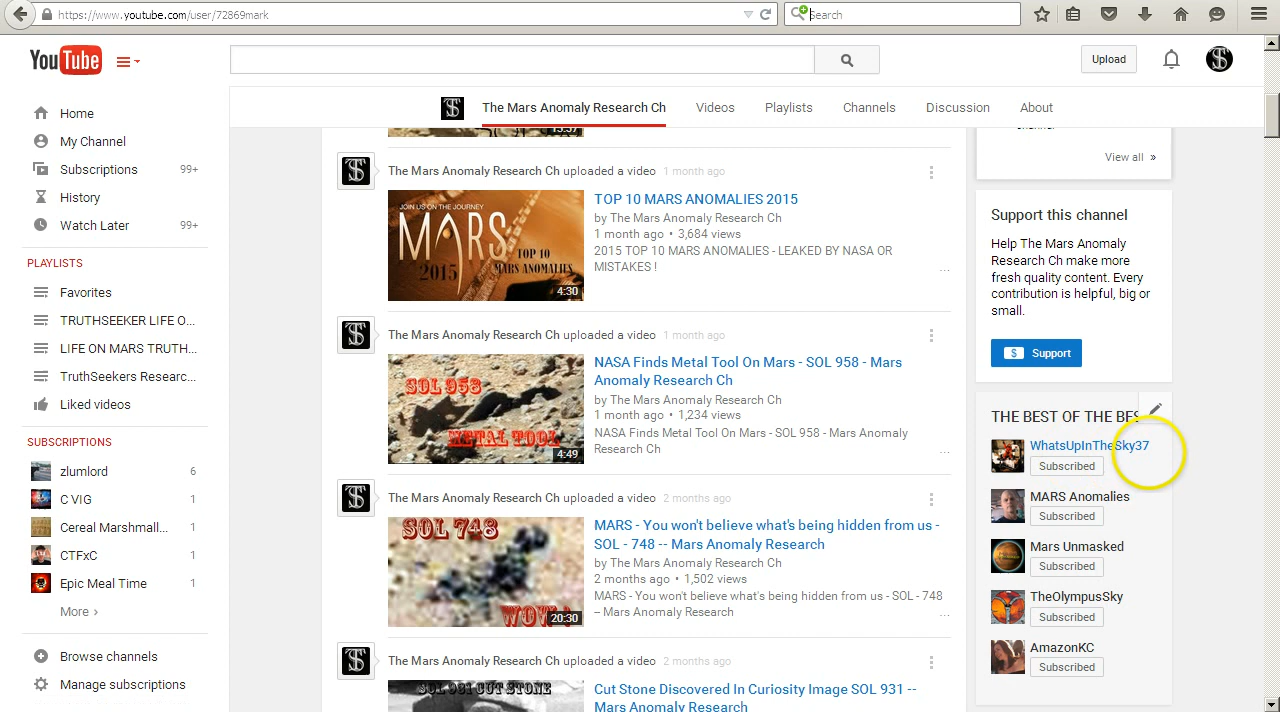 https://www.youtube.com/user/72869mark
Search
YouTube
Upload
The Mars Anomaly Research Ch Videos Playlists Channels Discussion About
Home
My Channel
Subscriptions 99+
History
Watch Later 99+
PLAYLISTS
Favorites
TRUTHSEEKER LIFE O...
LIFE ON MARS TRUTH...
TruthSeekers Researc...
Liked videos
SUBSCRIPTIONS
zlumlord 6
C VIG 1
Cereal Marshmall... 1
CTFxC 1
Epic Meal Time 1
More ›
Browse channels
Manage subscriptions
The Mars Anomaly Research Ch uploaded a video 1 month ago
JOIN US ON THE JOURNEY
MARS
2015
TOP 10
MARS ANOMALIES
4:30
TOP 10 MARS ANOMALIES 2015
by The Mars Anomaly Research Ch
1 month ago • 3,684 views
2015 TOP 10 MARS ANOMALIES - LEAKED BY NASA OR
MISTAKES ! ...
The Mars Anomaly Research Ch uploaded a video 1 month ago
SOL 958
METAL TOOL
4:49
NASA Finds Metal Tool On Mars - SOL 958 - Mars
Anomaly Research Ch
by The Mars Anomaly Research Ch
1 month ago • 1,234 views
NASA Finds Metal Tool On Mars - SOL 958 - Mars Anomaly
Research Ch ...
The Mars Anomaly Research Ch uploaded a video 2 months ago
SOL 748
20:30
MARS - You won't believe what's being hidden from us -
SOL - 748 -- Mars Anomaly Research
by The Mars Anomaly Research Ch
2 months ago • 1,502 views
MARS - You won't believe what's being hidden from us - SOL - 748
– Mars Anomaly Research ...
The Mars Anomaly Research Ch uploaded a video 2 months ago
SOL 931 CUT STONE
Cut Stone Discovered In Curiosity Image SOL 931 --
Mars Anomaly Research
View all »
Support this channel
Help The Mars Anomaly
Research Ch make more
fresh quality content. Every
contribution is helpful, big or
small.
$ Support
THE BEST OF THE BES
WhatsUpInTheSky37
Subscribed
MARS Anomalies
Subscribed
Mars Unmasked
Subscribed
TheOlympusSky
Subscribed
AmazonKC
Subscribed